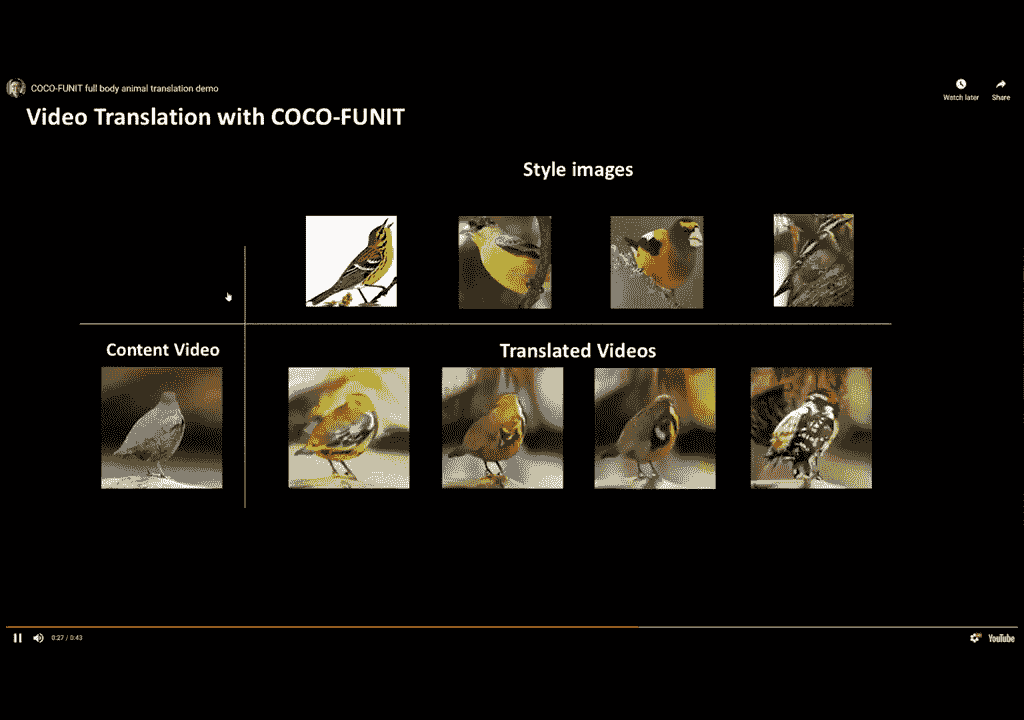 COCO-FUNIT full body animal translation demo
Watch later
Share
Video Translation with COCO-FUNIT
Style images
Content Video
Translated Videos
0:27 / 0:43
YouTube